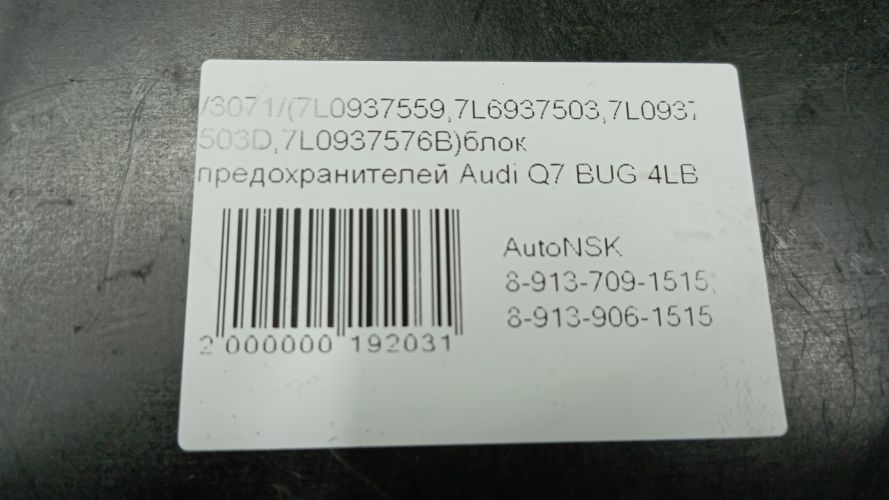 /3071/(7L0937559,7L6937503,7L0937
503D,7L0937576B)блок
предохранителей Audi Q7 BUG 4LB
AutoNSK
8-913-709-1515,
8-913-906-1515
2 000000 192031